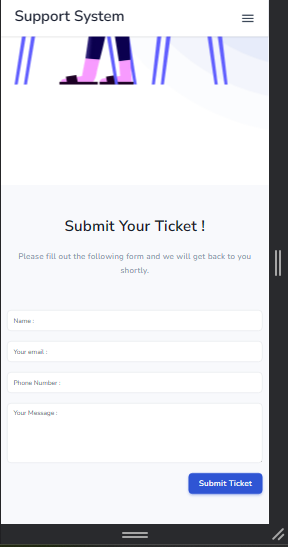 Support System
Submit Your Ticket !
Please fill out the following form and we will get back to you
shortly.
Name :
Your email :
Phone Number :
Your Message :
Submit Ticket